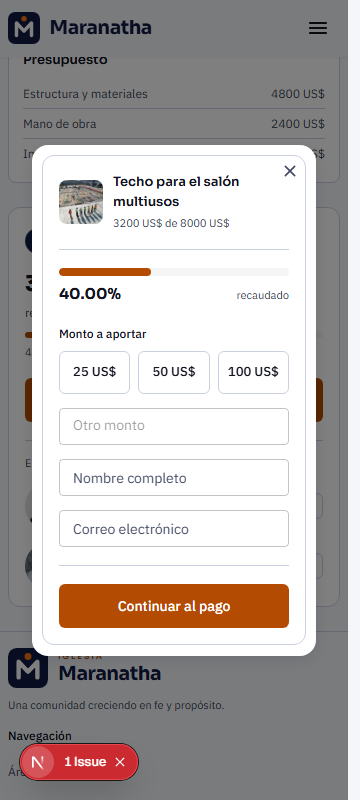 Maranatha
Presupuesto
Estructura y materiales 4800 US$
Mano de obra 2400 US$
Techo para el salón
multiusos
3200 US$ de 8000 US$
40.00% recaudado
Monto a aportar
25 US$ 50 US$ 100 US$
Otro monto
Nombre completo
Correo electrónico
Continuar al pago
IGLESIA
Maranatha
Una comunidad creciendo en fe y propósito.
Navegación
1 Issue